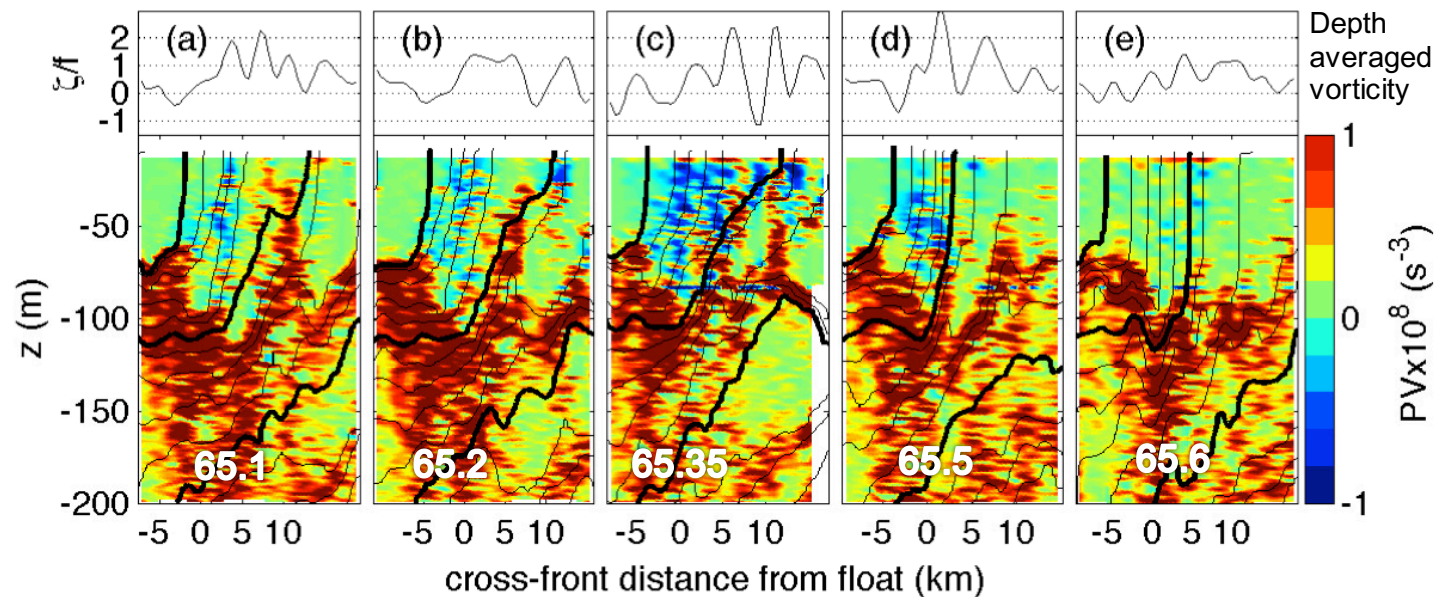 (a) (b) (c) (d) (e)
Depth
averaged
vorticity
ζ/f
2
1
0
-1
z (m)
-50
-100
-150
-200
65.1 65.2 65.35 65.5 65.6
1
0
-1
PVx10⁸ (s⁻³)
-5 0 5 10 -5 0 5 10 -5 0 5 10 -5 0 5 10 -5 0 5 10
cross-front distance from float (km)